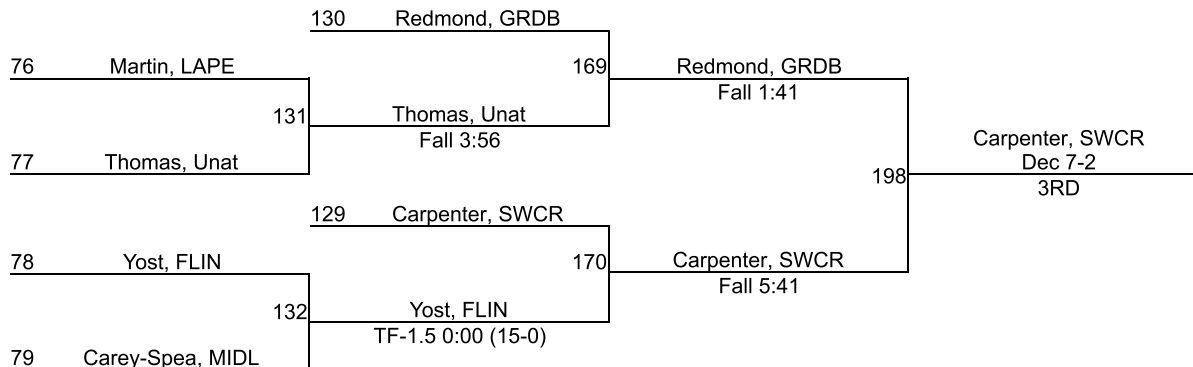 130 Redmond, GRDB
76 Martin, LAPE
169 Redmond, GRDB
Fall 1:41
131 Thomas, Unat
Fall 3:56
77 Thomas, Unat
198 Carpenter, SWCR
Dec 7-2
3RD
129 Carpenter, SWCR
78 Yost, FLIN
170 Carpenter, SWCR
Fall 5:41
132 Yost, FLIN
TF-1.5 0:00 (15-0)
79 Carey-Spea, MIDL